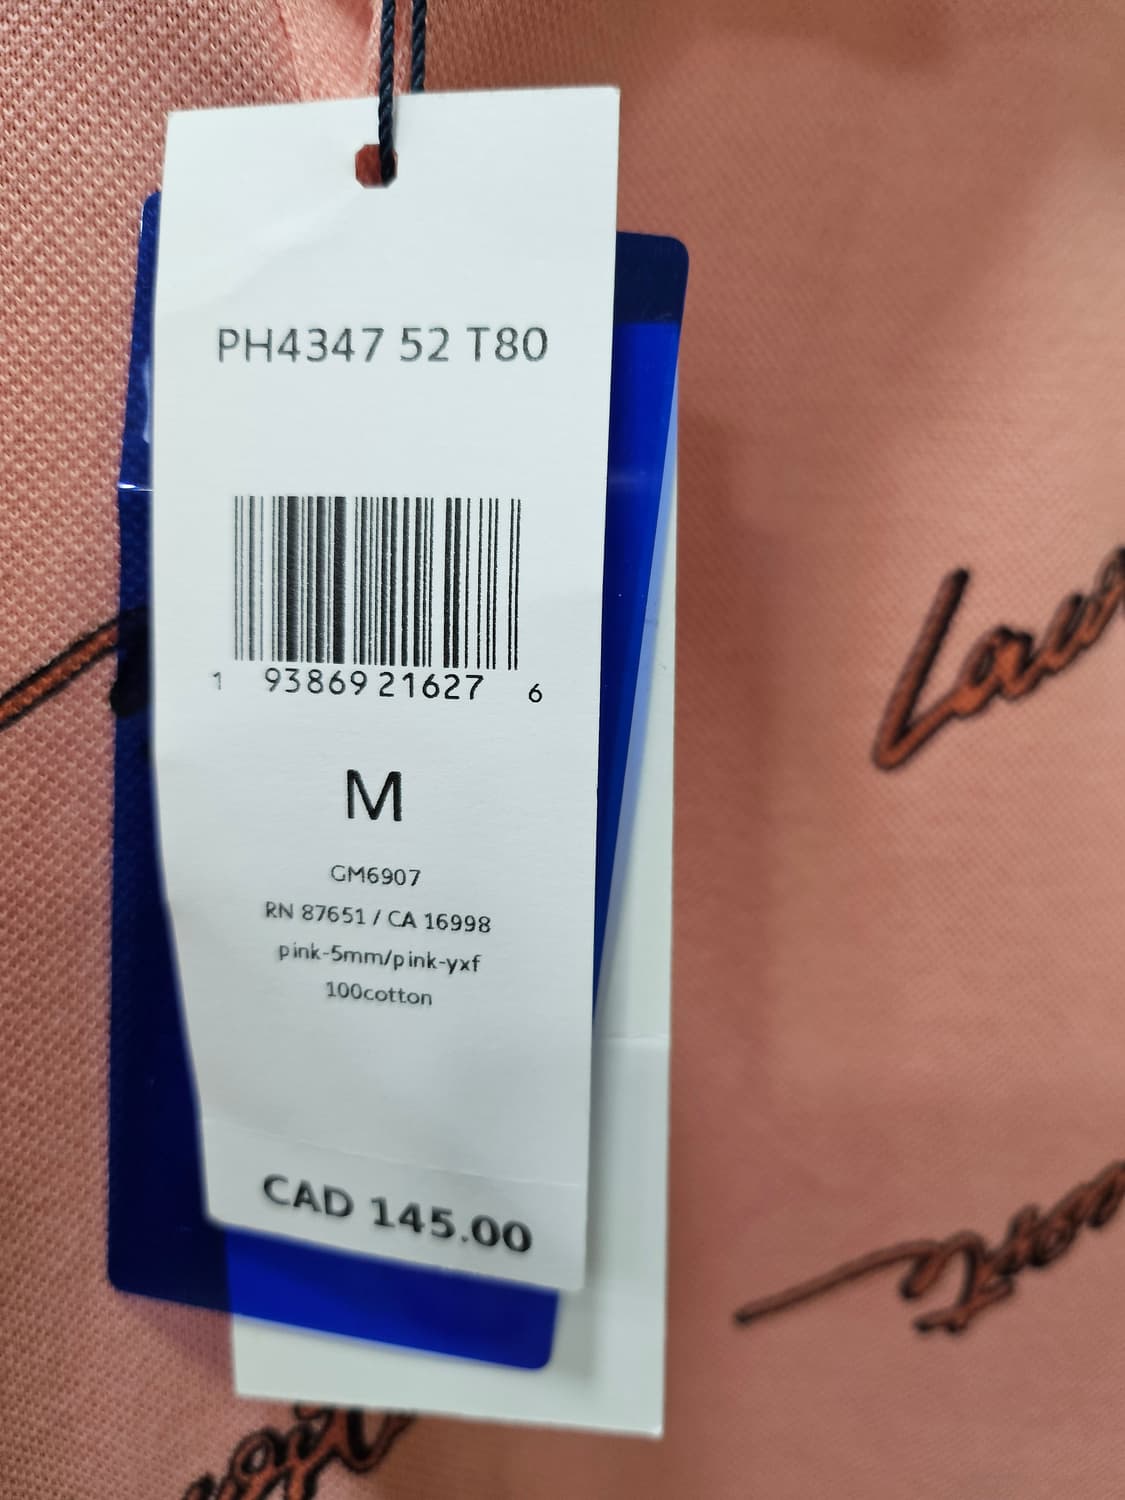 PH4347 52 T80
1 93869 21627 6
M
GM6907
RN 87651 / CA 16998
pink-5mm/pink-yxf
100cotton
CAD 145.00